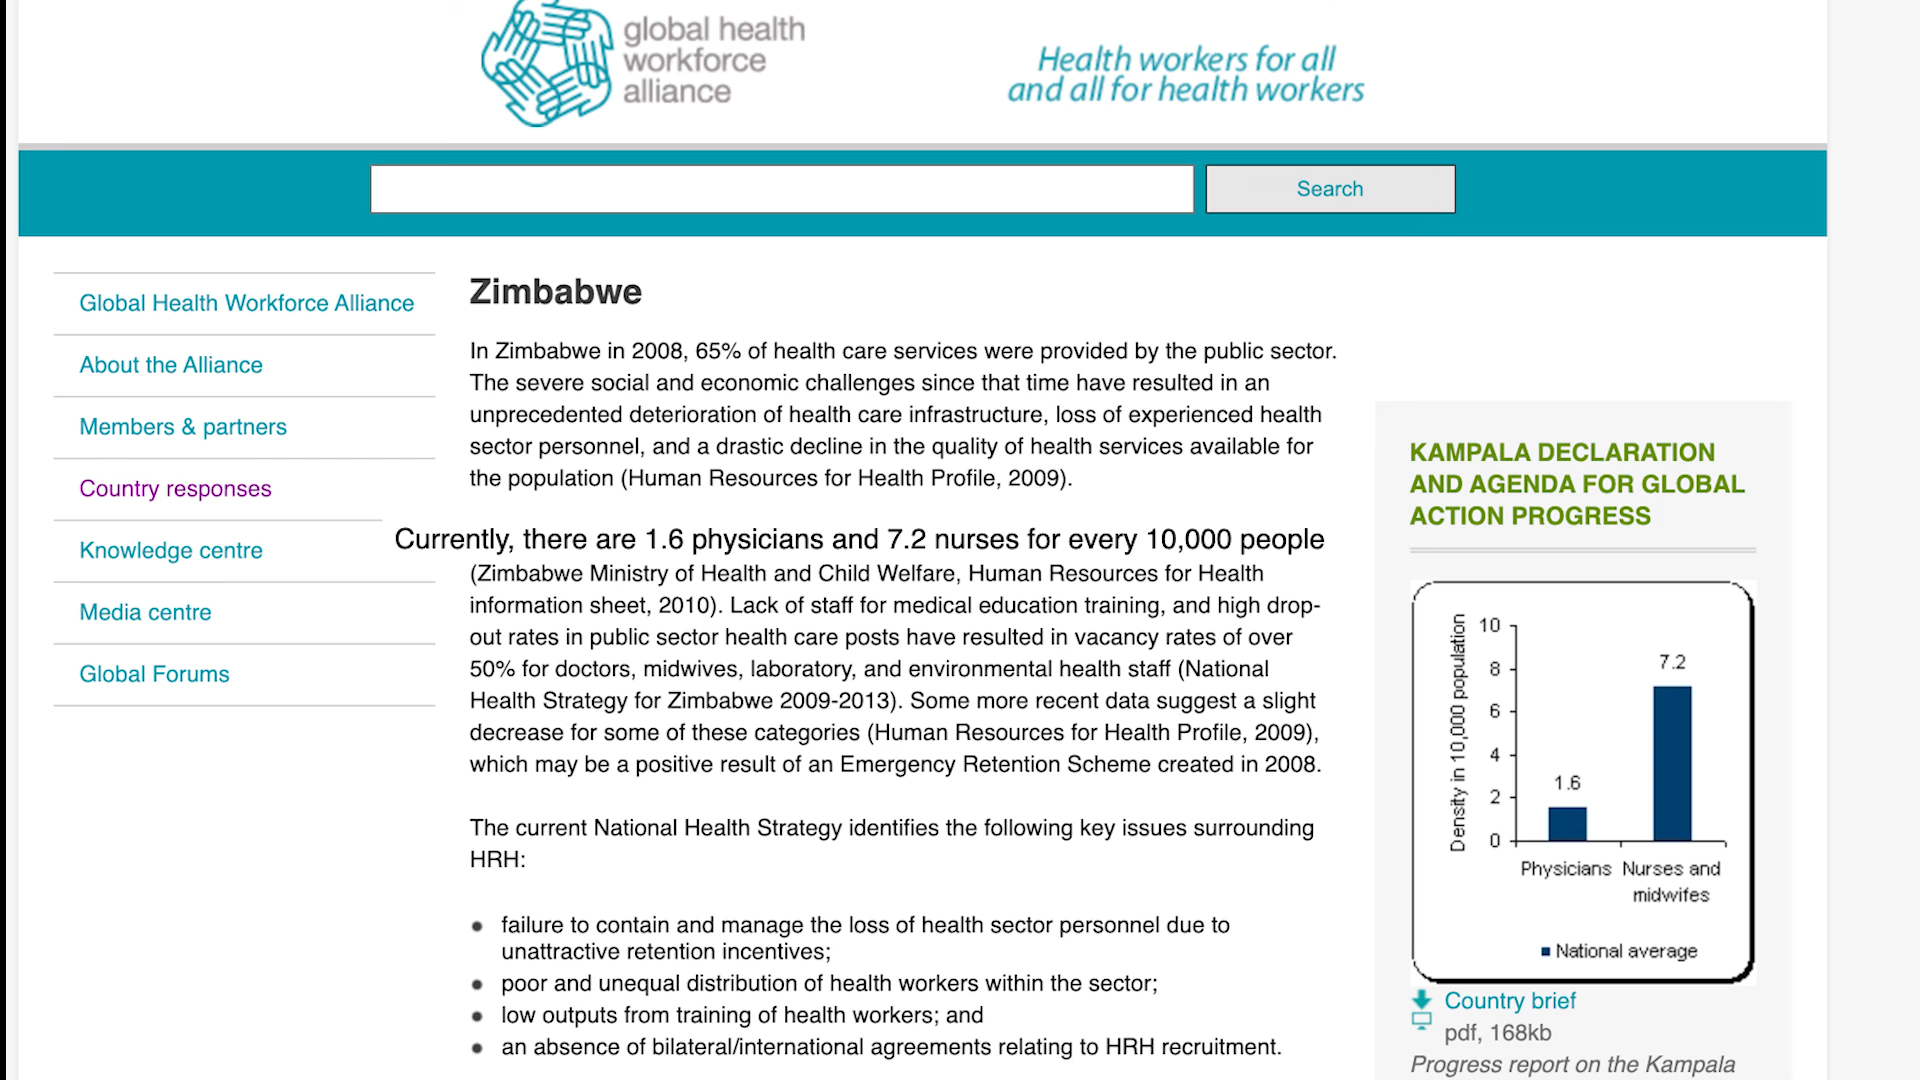 global health
workforce
alliance
Health workers for all
and all for health workers
Search
Global Health Workforce Alliance
About the Alliance
Members & partners
Country responses
Knowledge centre
Media centre
Global Forums
Zimbabwe
In Zimbabwe in 2008, 65% of health care services were provided by the public sector.
The severe social and economic challenges since that time have resulted in an
unprecedented deterioration of health care infrastructure, loss of experienced health
sector personnel, and a drastic decline in the quality of health services available for
the population (Human Resources for Health Profile, 2009).
Currently, there are 1.6 physicians and 7.2 nurses for every 10,000 people
(Zimbabwe Ministry of Health and Child Welfare, Human Resources for Health
information sheet, 2010). Lack of staff for medical education training, and high drop-
out rates in public sector health care posts have resulted in vacancy rates of over
50% for doctors, midwives, laboratory, and environmental health staff (National
Health Strategy for Zimbabwe 2009-2013). Some more recent data suggest a slight
decrease for some of these categories (Human Resources for Health Profile, 2009),
which may be a positive result of an Emergency Retention Scheme created in 2008.
The current National Health Strategy identifies the following key issues surrounding
HRH:
failure to contain and manage the loss of health sector personnel due to
unattractive retention incentives;
poor and unequal distribution of health workers within the sector;
low outputs from training of health workers; and
an absence of bilateral/international agreements relating to HRH recruitment.
KAMPALA DECLARATION
AND AGENDA FOR GLOBAL
ACTION PROGRESS
Density in 10,000 population
10
8
6
4
2
0
1.6
7.2
Physicians
Nurses and
midwifes
National average
Country brief
pdf, 168kb
Progress report on the Kampala